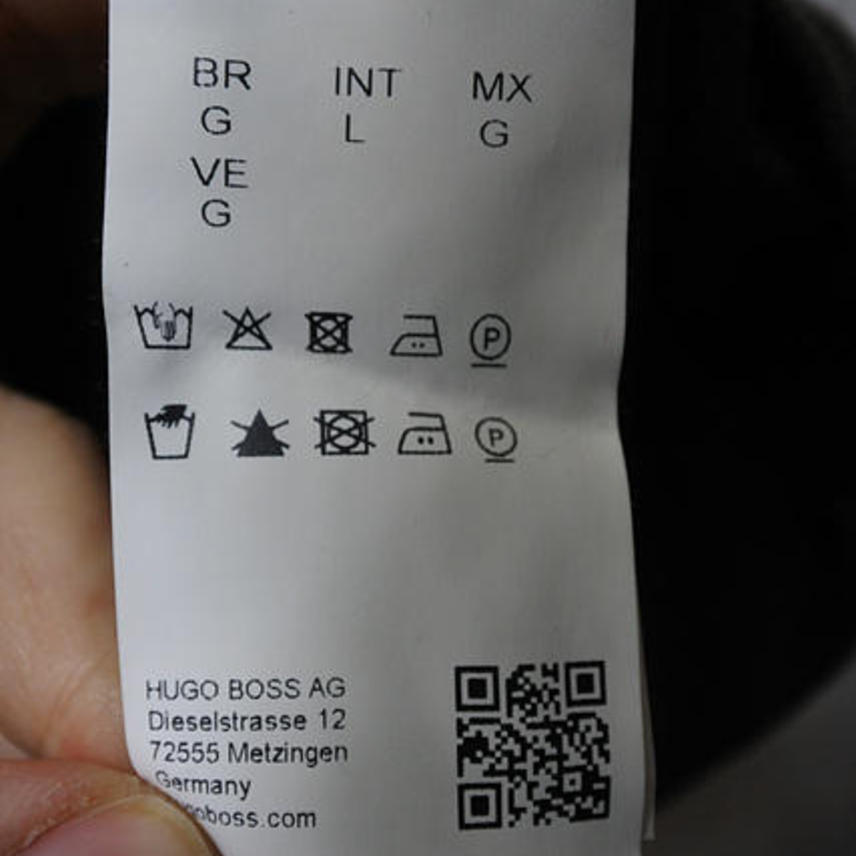 BR INT MX
G L G
VE
G
P
P
HUGO BOSS AG
Dieselstrasse 12
72555 Metzingen
Germany